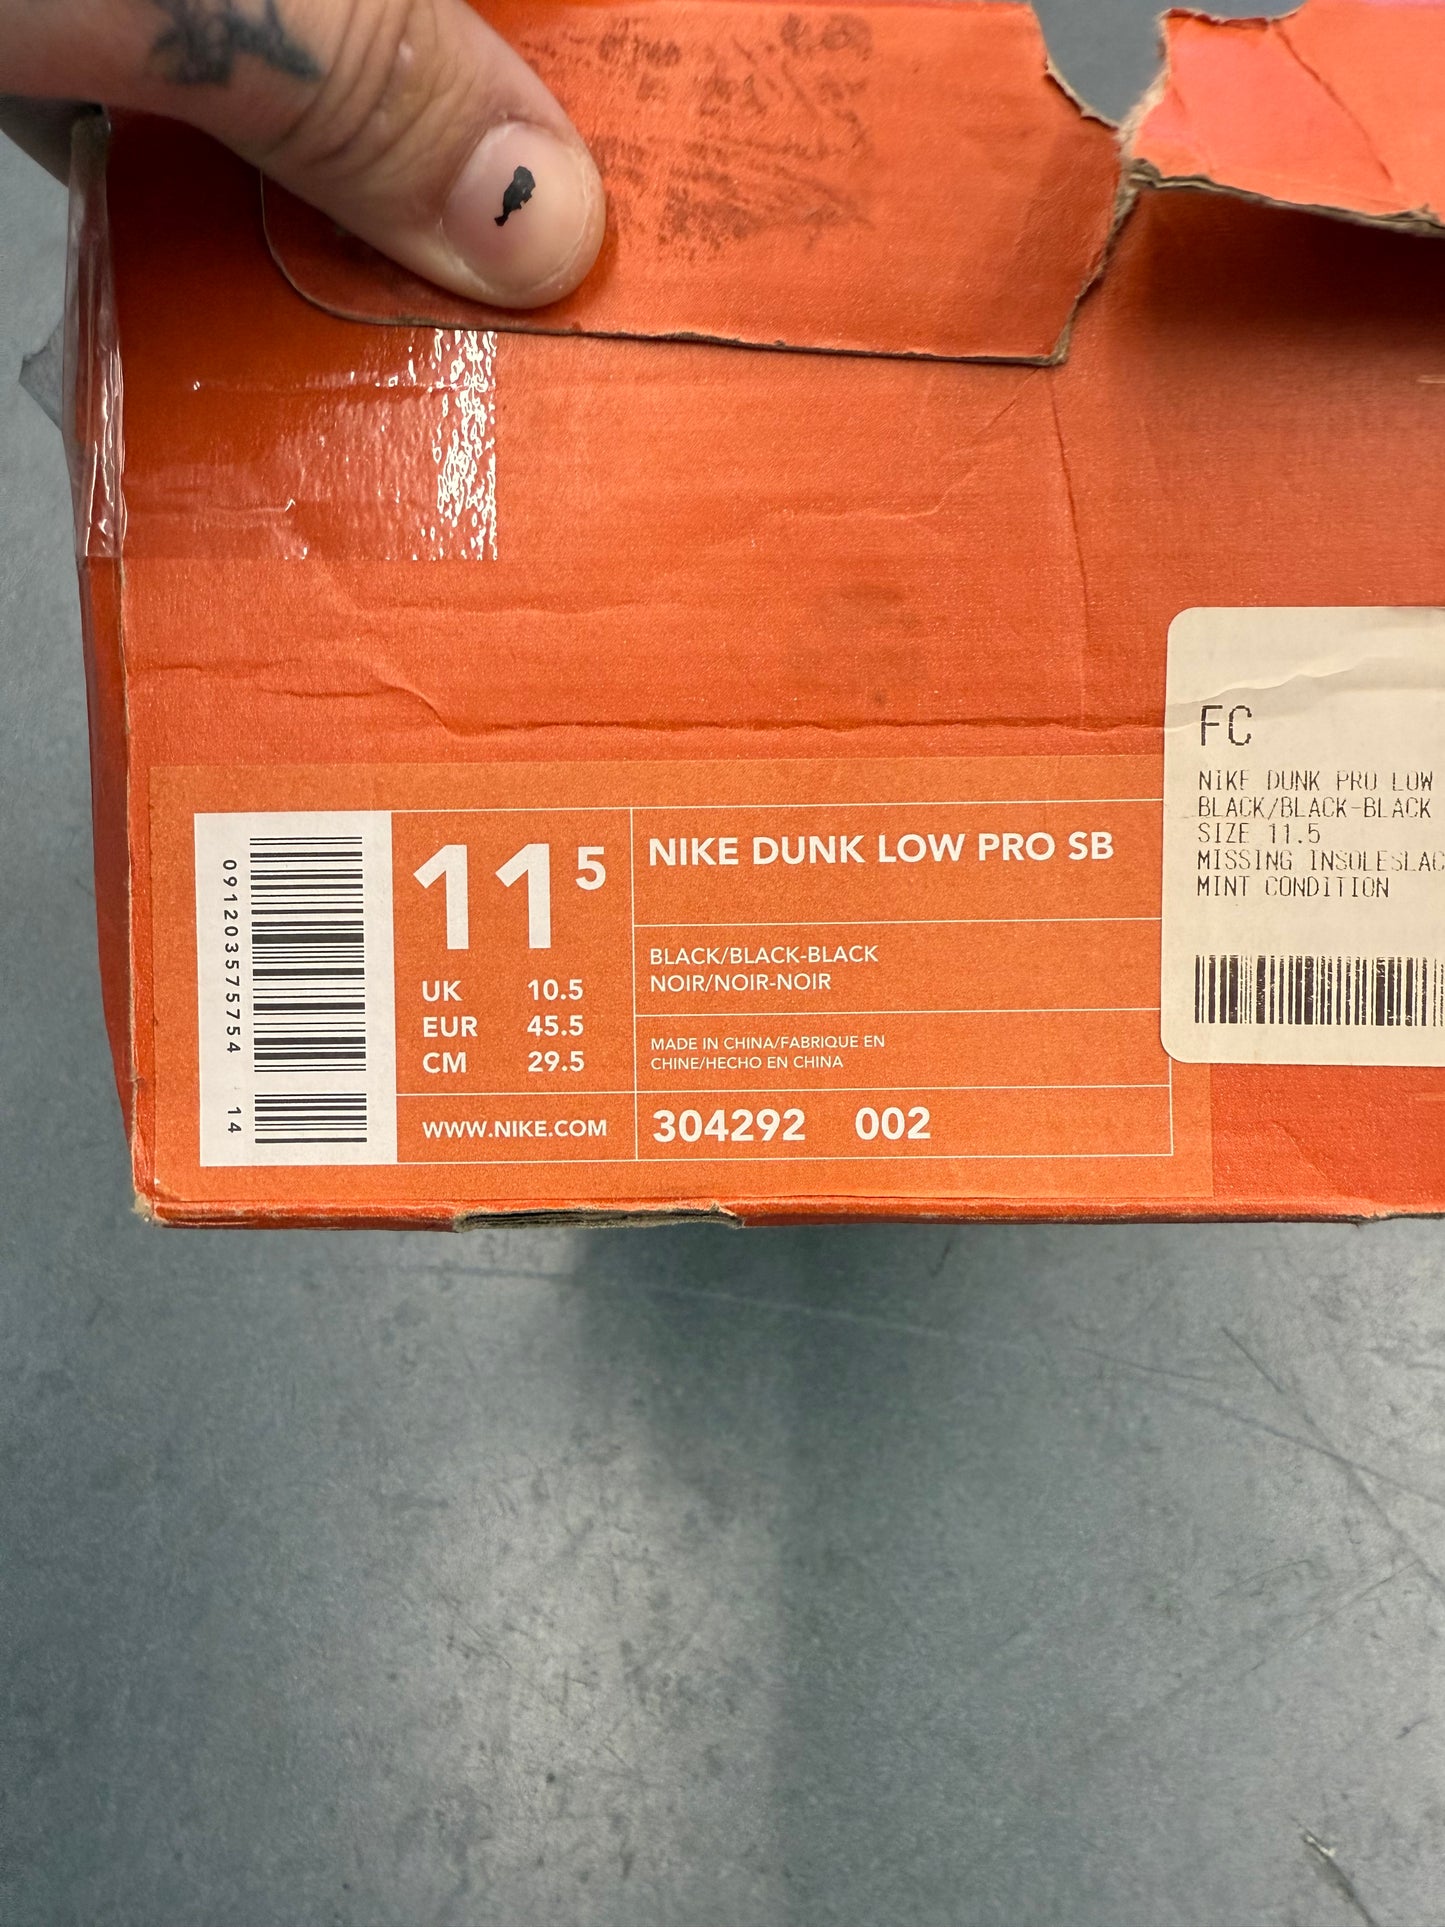 FC
NIKE DUNK PRO LOW
BLACK/BLACK-BLACK
SIZE 11.5
MISSING INSOLESLAC
MINT CONDITION
091203575754 14
11 5
UK 10.5
EUR 45.5
CM 29.5
WWW.NIKE.COM
NIKE DUNK LOW PRO SB
BLACK/BLACK-BLACK
NOIR/NOIR-NOIR
MADE IN CHINA/FABRIQUE EN
CHINE/HECHO EN CHINA
304292 002